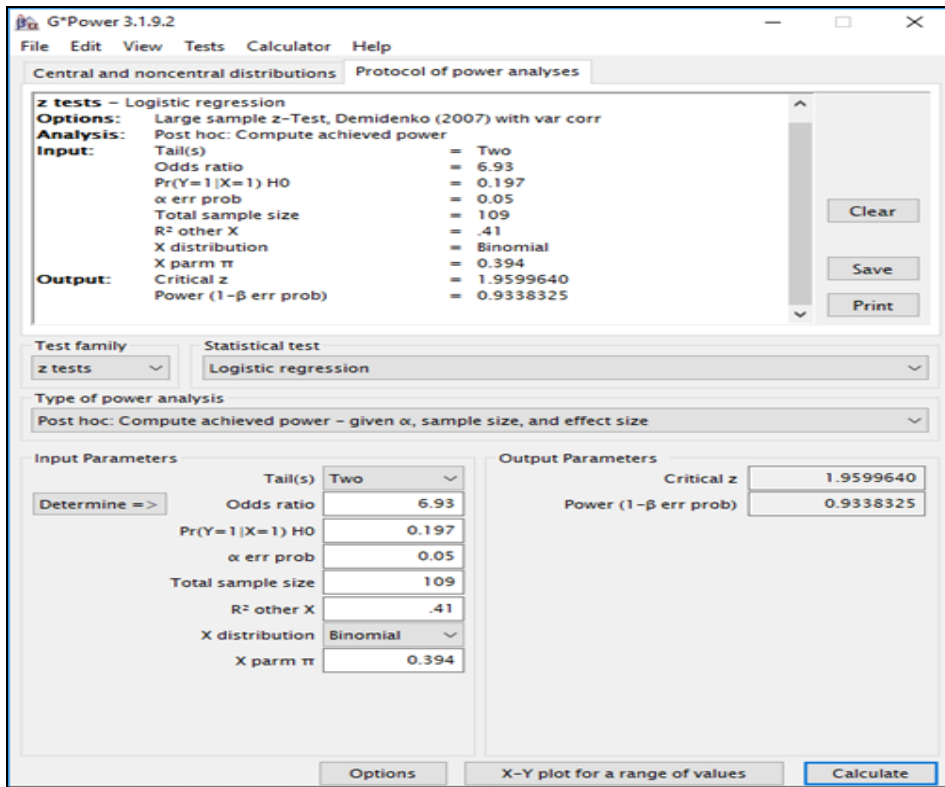 G*Power 3.1.9.2
File Edit View Tests Calculator Help
Central and noncentral distributions Protocol of power analyses
z tests – Logistic regression
Options: Large sample z-Test, Demidenko (2007) with var corr
Analysis: Post hoc: Compute achieved power
Input: Tail(s) = Two
Odds ratio = 6.93
Pr(Y=1|X=1) H0 = 0.197
α err prob = 0.05
Total sample size = 109
R² other X = .41
X distribution = Binomial
X parm π = 0.394
Output: Critical z = 1.9599640
Power (1-β err prob) = 0.9338325
Clear
Save
Print
Test family Statistical test
z tests Logistic regression
Type of power analysis
Post hoc: Compute achieved power – given α, sample size, and effect size
Input Parameters
Tail(s) Two
Determine => Odds ratio 6.93
Pr(Y=1|X=1) H0 0.197
α err prob 0.05
Total sample size 109
R² other X .41
X distribution Binomial
X parm π 0.394
Output Parameters
Critical z 1.9599640
Power (1-β err prob) 0.9338325
Options X-Y plot for a range of values Calculate